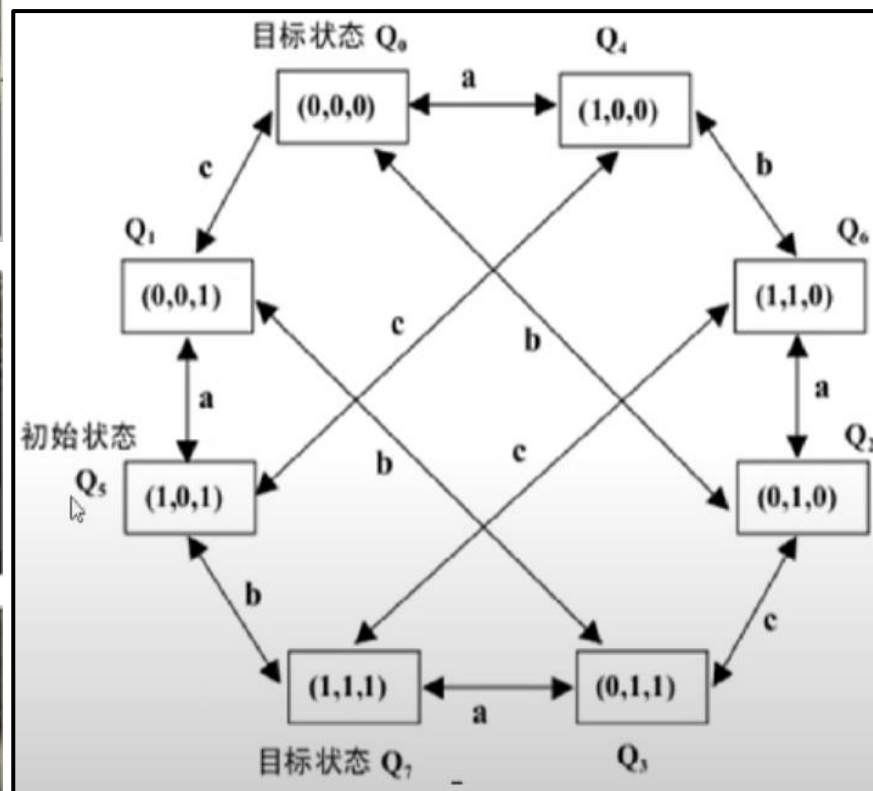 目标状态 Q₀
Q₄
a
(0,0,0)
(1,0,0)
c
b
Q₁
Q₆
(0,0,1)
(1,1,0)
c
b
a
a
初始状态
Q₅
b
c
Q₂
(1,0,1)
(0,1,0)
b
c
(1,1,1)
(0,1,1)
a
目标状态 Q₇
Q₃